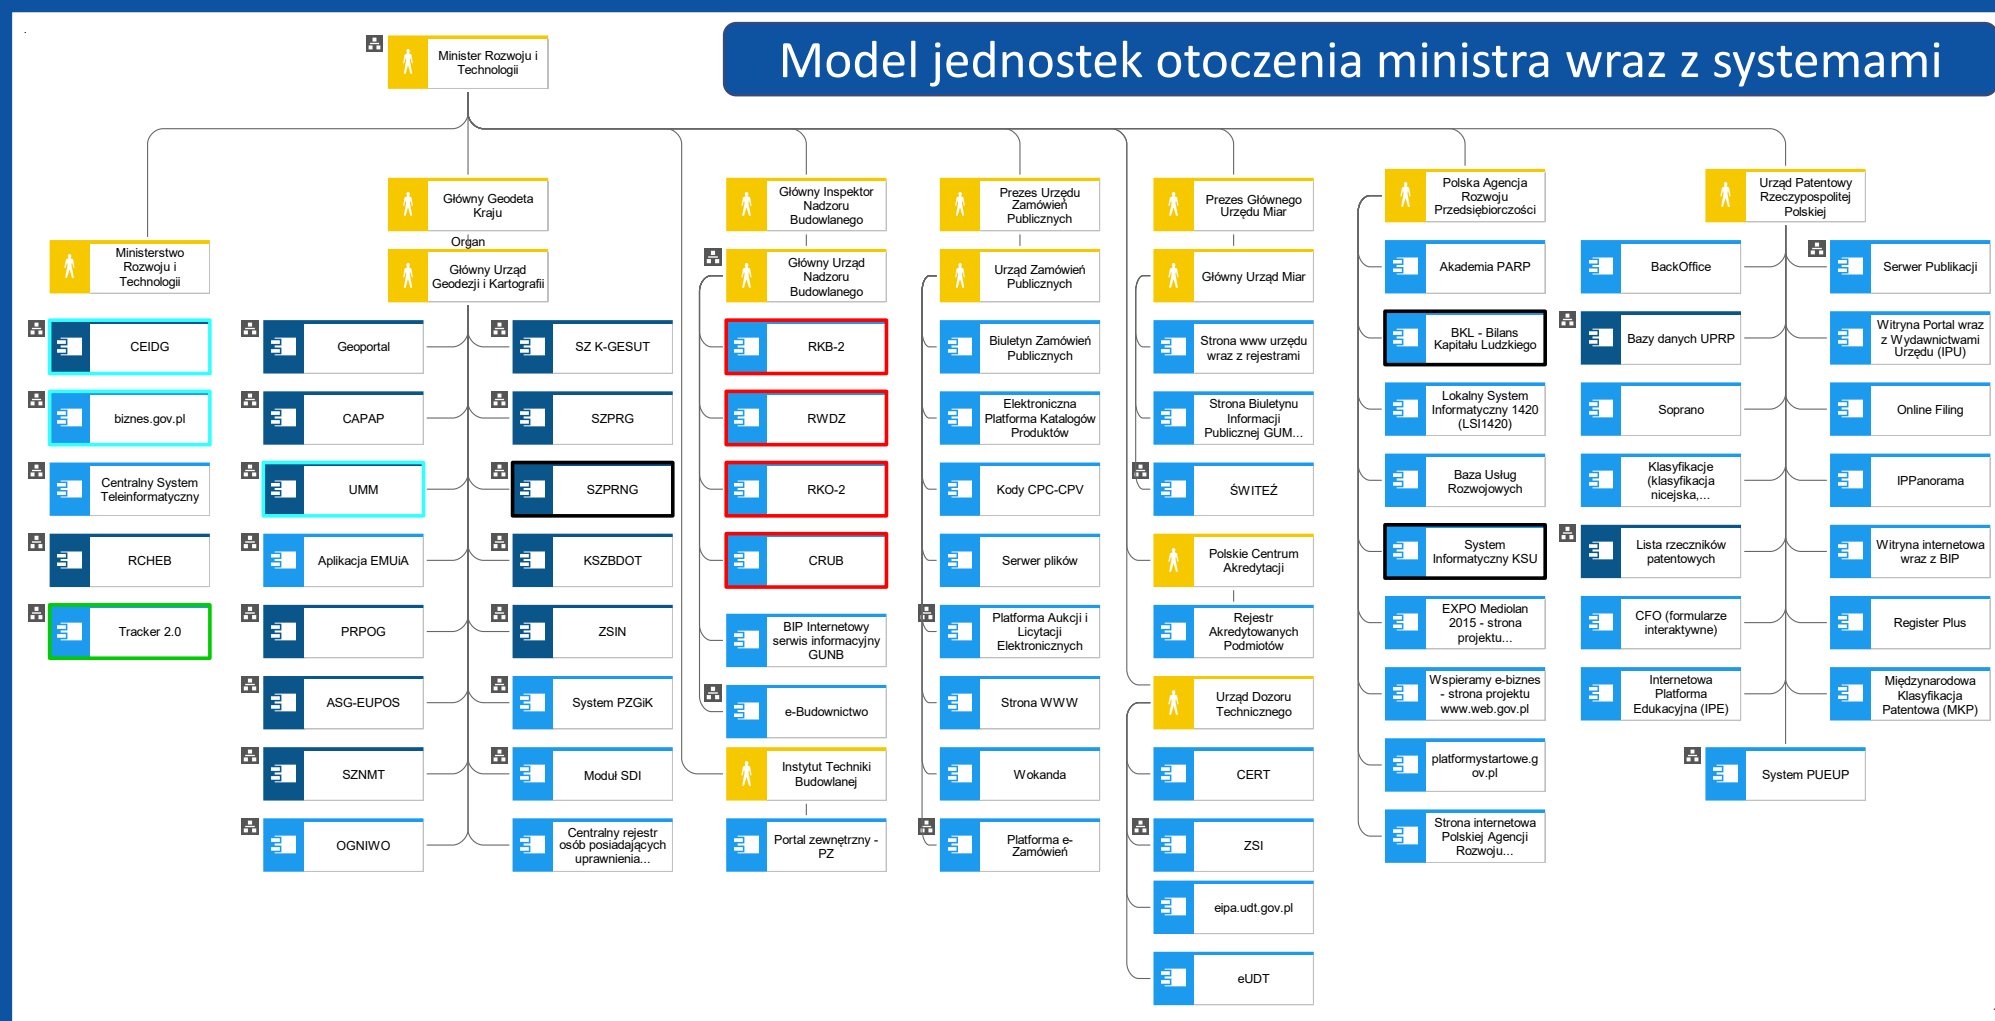 Model jednostek otoczenia ministra wraz z systemami
Minister Rozwoju i
Technologii
Ministerstwo
Rozwoju i
Technologii
CEIDG
biznes.gov.pl
Centralny System
Teleinformatyczny
RCHEB
Tracker 2.0
Główny Geodeta
Kraju
Organ
Główny Urząd
Geodezji i Kartografii
Geoportal
CAPAP
UMM
Aplikacja EMUiA
PRPOG
ASG-EUPOS
SZNMT
OGNIWO
SZ K-GESUT
SZPRG
SZPRNG
KSZBDOT
ZSIN
System PZGiK
Moduł SDI
Centralny rejestr
osób posiadających
uprawnienia...
Główny Inspektor
Nadzoru
Budowlanego
Główny Urząd
Nadzoru
Budowlanego
RKB-2
RWDZ
RKO-2
CRUB
BIP Internetowy
serwis informacyjny
GUNB
e-Budownictwo
Instytut Techniki
Budowlanej
Portal zewnętrzny -
PZ
Prezes Urzędu
Zamówień
Publicznych
Urząd Zamówień
Publicznych
Biuletyn Zamówień
Publicznych
Elektroniczna
Platforma Katalogów
Produktów
Kody CPC-CPV
Serwer plików
Platforma Aukcji i
Licytacji
Elektronicznych
Strona WWW
Wokanda
Platforma e-
Zamówień
Prezes Głównego
Urzędu Miar
Główny Urząd Miar
Strona www urzędu
wraz z rejestrami
Strona Biuletynu
Informacji
Publicznej GUM...
ŚWITEŹ
Polskie Centrum
Akredytacji
Rejestr
Akredytowanych
Podmiotów
Urząd Dozoru
Technicznego
CERT
ZSI
eipa.udt.gov.pl
eUDT
Polska Agencja
Rozwoju
Przedsiębiorczości
Akademia PARP
BKL - Bilans
Kapitału Ludzkiego
Lokalny System
Informatyczny 1420
(LSI1420)
Baza Usług
Rozwojowych
System
Informatyczny KSU
EXPO Mediolan
2015 - strona
projektu...
Wspieramy e-biznes
- strona projektu
www.web.gov.pl
platformystartowe.g
ov.pl
Strona internetowa
Polskiej Agencji
Rozwoju...
Urząd Patentowy
Rzeczypospolitej
Polskiej
BackOffice
Bazy danych UPRP
Soprano
Klasyfikacje
(klasyfikacja
nicejska,...
Lista rzeczników
patentowych
CFO (formularze
interaktywne)
Internetowa
Platforma
Edukacyjna (IPE)
Serwer Publikacji
Witryna Portal wraz
z Wydawnictwami
Urzędu (IPU)
Online Filing
IPPanorama
Witryna internetowa
wraz z BIP
Register Plus
Międzynarodowa
Klasyfikacja
Patentowa (MKP)
System PUEUP